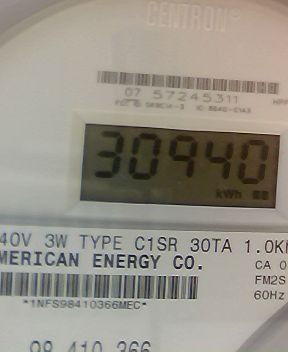 CENTRON®
07 57245311
30940
kWh
40V 3W TYPE C1SR 30TA 1.0K
MERICAN ENERGY CO.
CA 0
FM2S
60Hz
*1NFS98410366MEC*
98 410 366